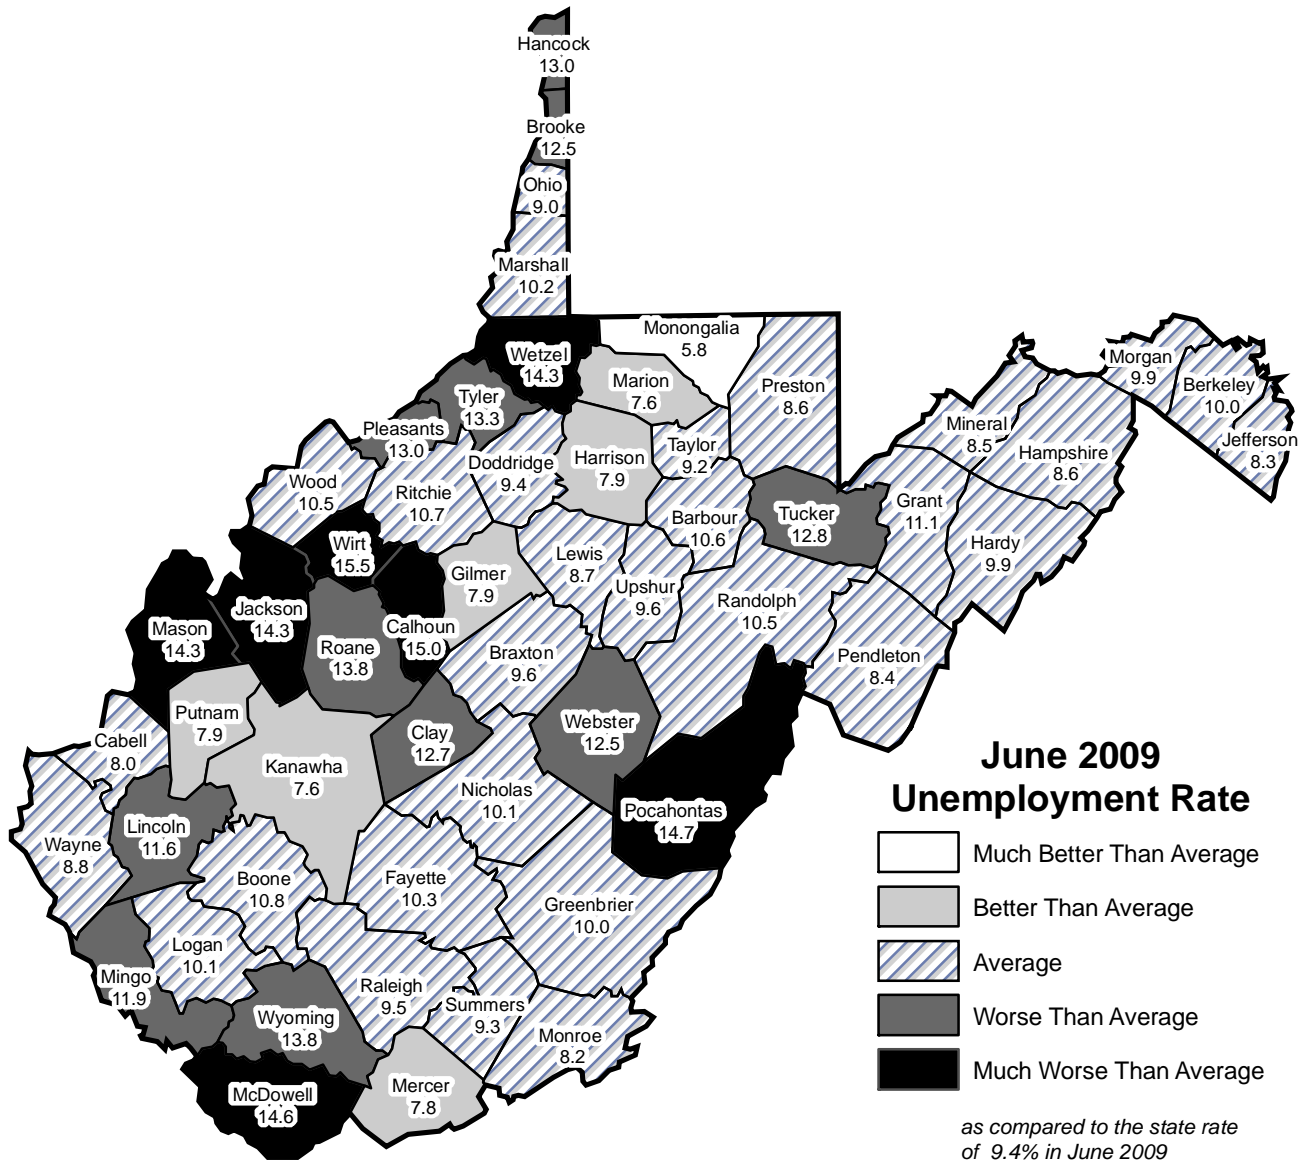 Hancock
13.0
Brooke
12.5
Ohio
9.0
Marshall
10.2
Wetzel
14.3
Monongalia
5.8
Marion
7.6
Preston
8.6
Tyler
13.3
Pleasants
13.0
Doddridge
9.4
Harrison
7.9
Taylor
9.2
Morgan
9.9
Berkeley
10.0
Jefferson
8.3
Mineral
8.5
Hampshire
8.6
Wood
10.5
Ritchie
10.7
Barbour
10.6
Tucker
12.8
Grant
11.1
Hardy
9.9
Wirt
15.5
Gilmer
7.9
Lewis
8.7
Upshur
9.6
Randolph
10.5
Mason
14.3
Jackson
14.3
Roane
13.8
Calhoun
15.0
Braxton
9.6
Pendleton
8.4
Putnam
7.9
Clay
12.7
Webster
12.5
Cabell
8.0
Kanawha
7.6
Nicholas
10.1
Pocahontas
14.7
Wayne
8.8
Lincoln
11.6
Boone
10.8
Fayette
10.3
Greenbrier
10.0
Logan
10.1
Mingo
11.9
Raleigh
9.5
Summers
9.3
Monroe
8.2
Wyoming
13.8
McDowell
14.6
Mercer
7.8
June 2009
Unemployment Rate
Much Better Than Average
Better Than Average
Average
Worse Than Average
Much Worse Than Average
as compared to the state rate
of 9.4% in June 2009